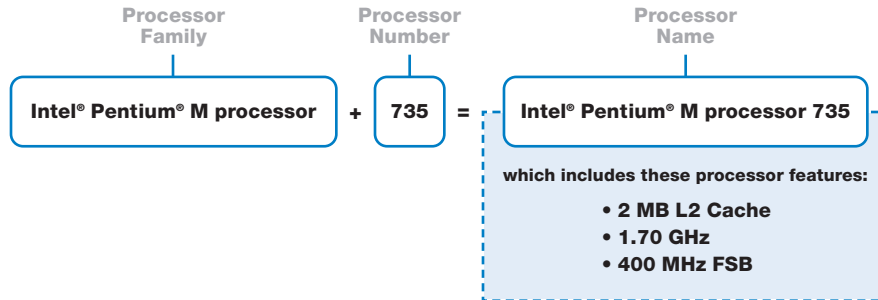 Processor
Family
Processor
Number
Processor
Name
Intel® Pentium® M processor + 735 = Intel® Pentium® M processor 735
which includes these processor features:
• 2 MB L2 Cache
• 1.70 GHz
• 400 MHz FSB